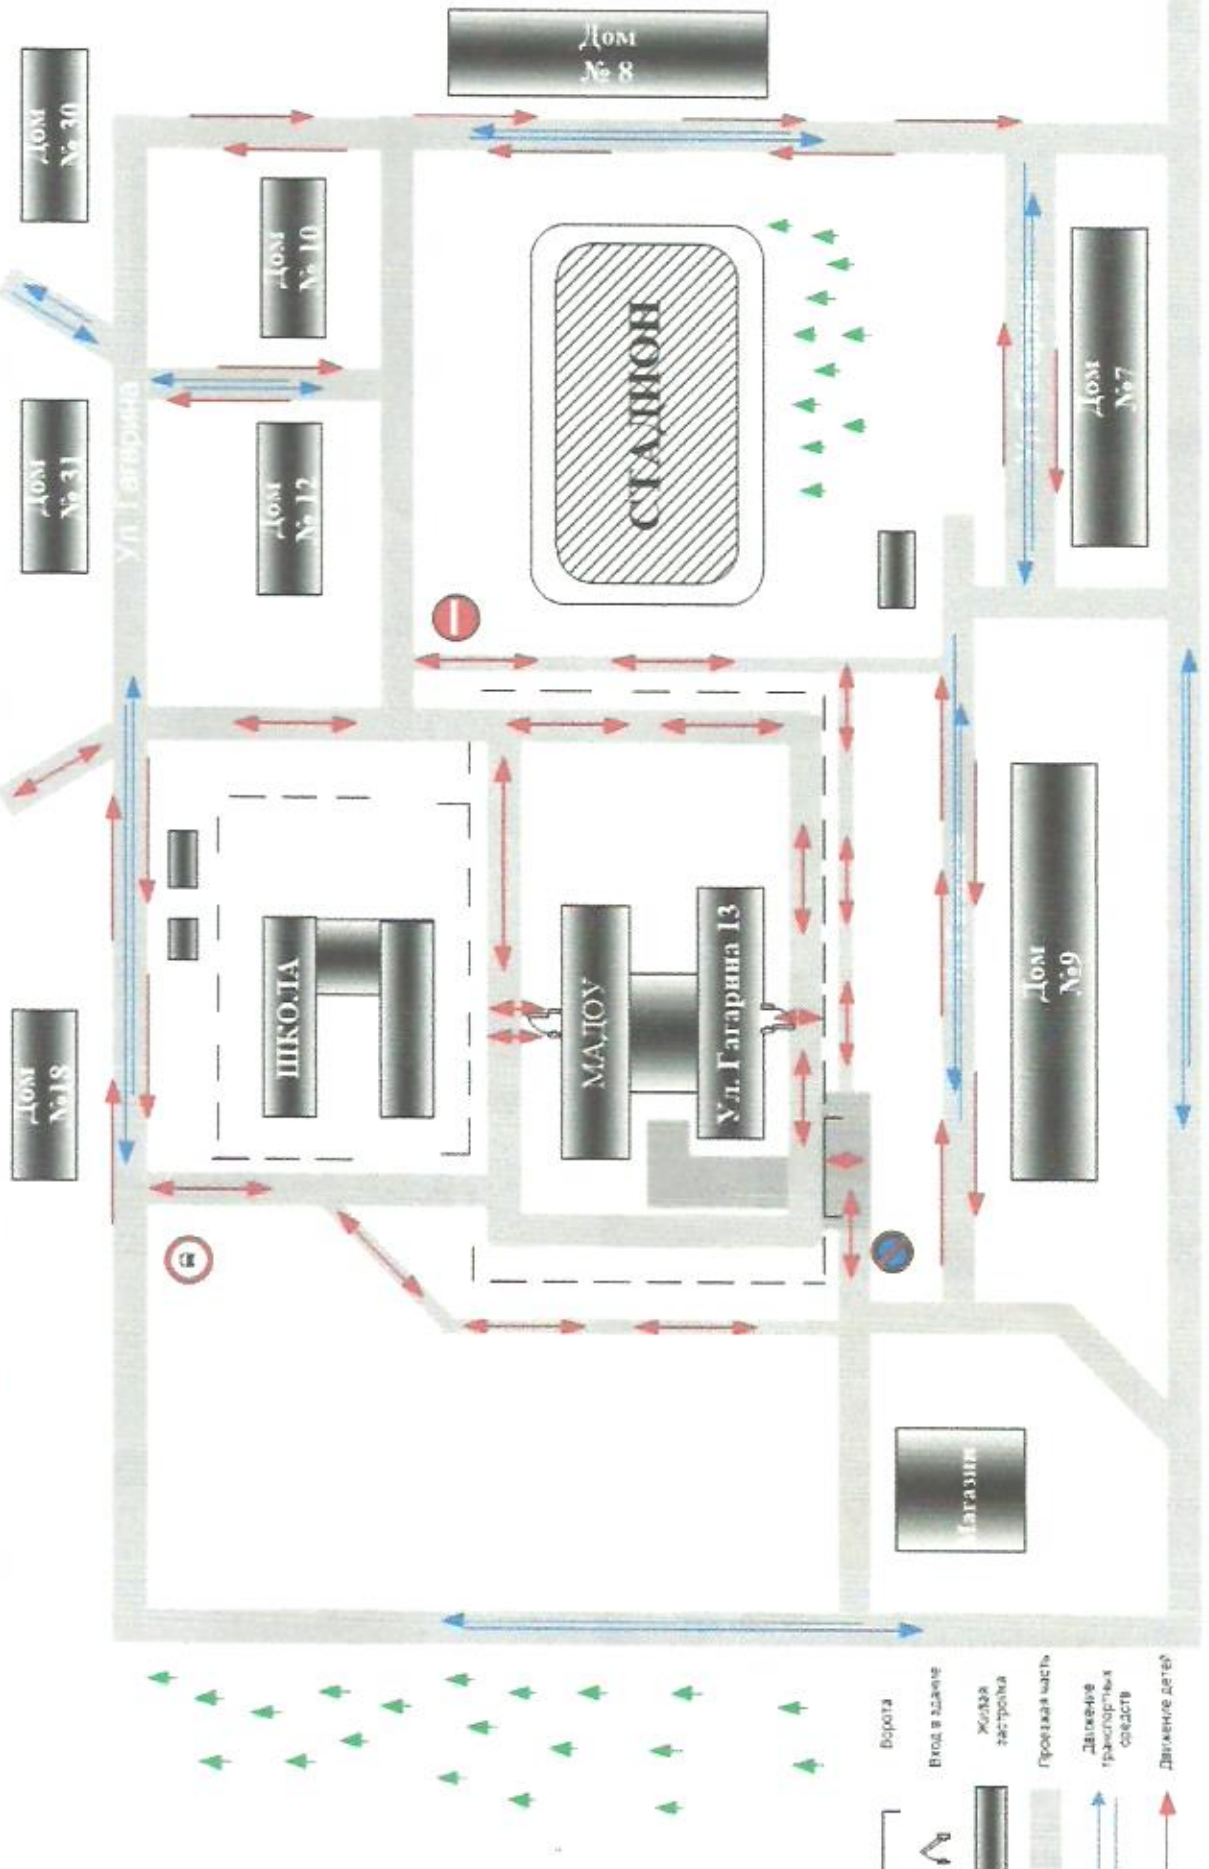 Дом
№ 8
Дом
№ 30
Дом
№ 10
Дом
№ 31
Ул. Гагарина
Дом
№ 12
СТАДИОН
Дом
№7
ШКОЛА
МАДОУ
Ул. Гагарина 13
Дом
№9
Дом
№18
Магазин
Ворота
Вход в здание
Жилая
застройка
Проезжая часть
Движение
транспортных
средств
Движение детей